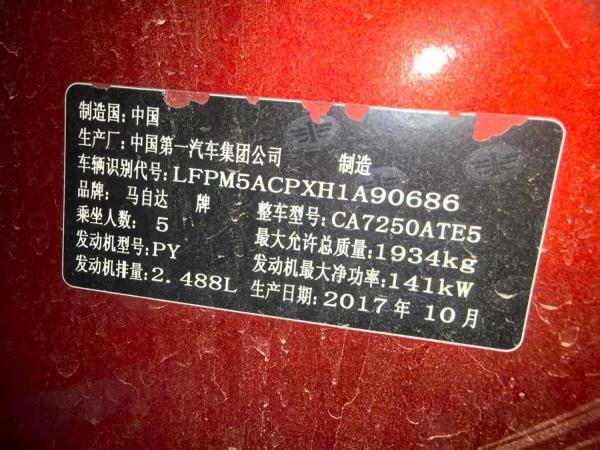 制造国:中国
生产厂:中国第一汽车集团公司 制造
车辆识别代号:LFPM5ACPXH1A90686
品牌: 马自达 牌 整车型号:CA7250ATE5
乘坐人数: 5 最大允许总质量:1934kg
发动机型号:PY 发动机最大净功率:141kW
发动机排量:2.488L 生产日期:2017年10月